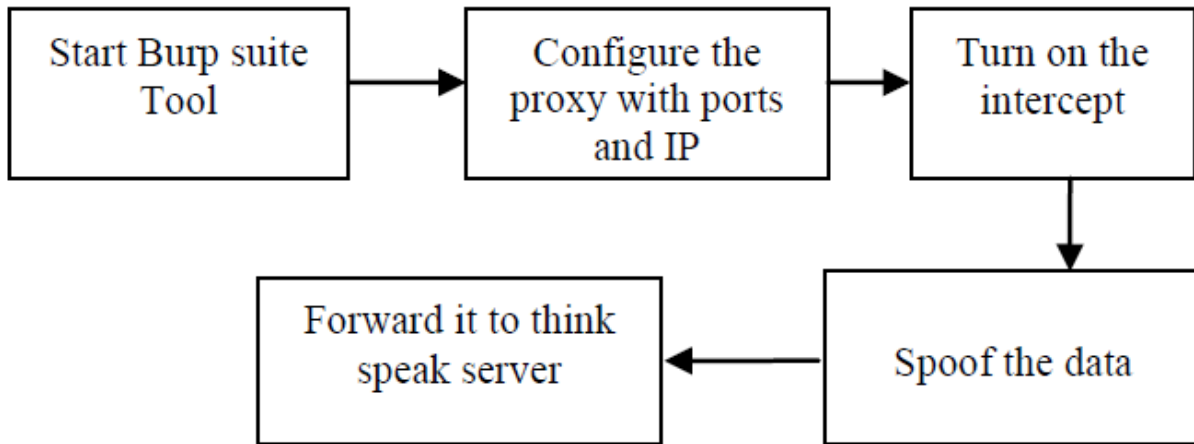 Start Burp suite
Tool
Configure the
proxy with ports
and IP
Turn on the
intercept
Spoof the data
Forward it to think
speak server